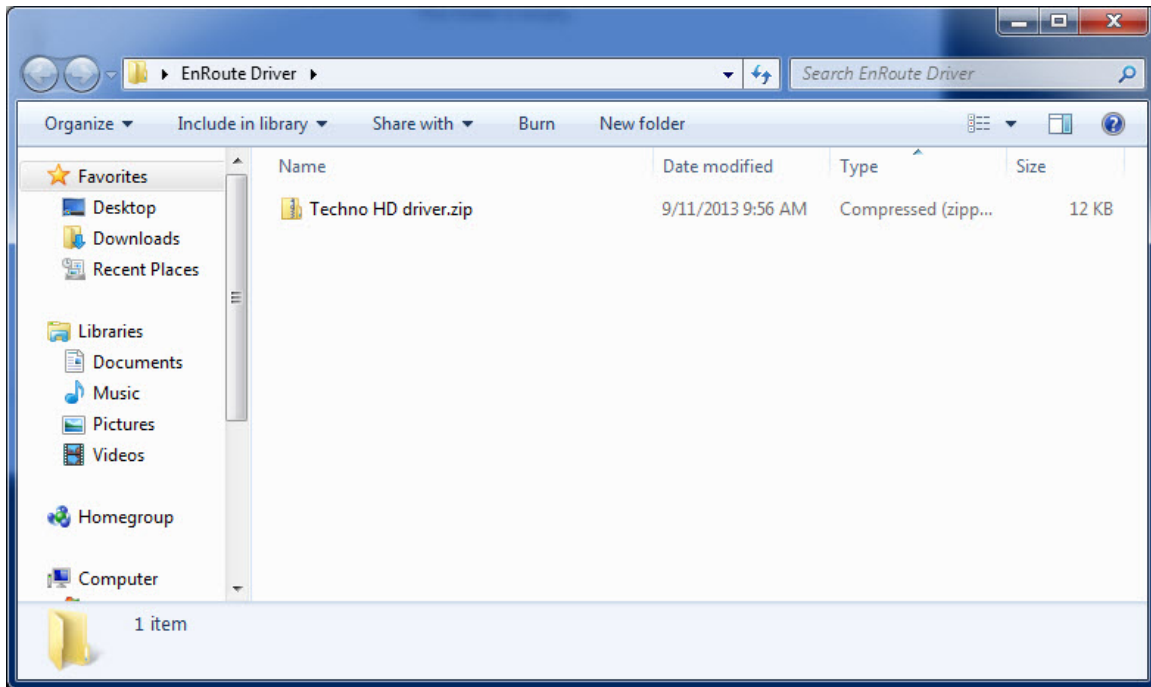 EnRoute Driver
Search EnRoute Driver
Organize Include in library Share with Burn New folder
Favorites
Desktop
Downloads
Recent Places
Libraries
Documents
Music
Pictures
Videos
Homegroup
Computer
Name Date modified Type Size
Techno HD driver.zip 9/11/2013 9:56 AM Compressed (zipp... 12 KB
1 item